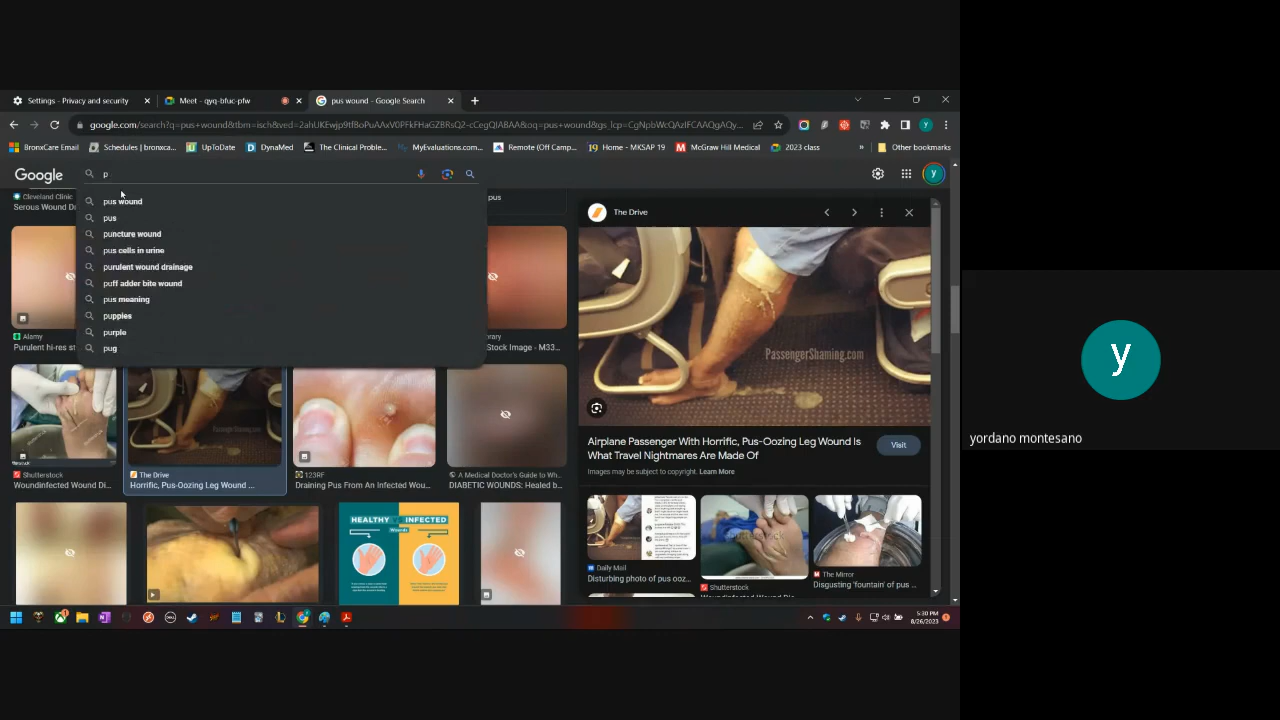 Settings - Privacy and security
Meet - qyq-bfuc-pfw
pus wound - Google Search
google.com/search?q=pus+wound&tbm=isch&ved=2ahUKEwjp9tfBoPuAAxV0PFkFHaGZBRsQ2-cCegQIABAA&oq=pus+wound&gs_lcp=CgNpbWcQAzIFCAAQgAQy...
BronxCare Email
Schedules | bronxca...
UpToDate
DynaMed
The Clinical Proble...
MyEvaluations.com...
Remote (Off Camp...
Home - MKSAP 19
McGraw Hill Medical
2023 class
»
Other bookmarks
Google
p
y
pus wound
pus
puncture wound
pus cells in urine
purulent wound drainage
puff adder bite wound
pus meaning
puppies
purple
pug
Cleveland Clinic
Serous Wound Dr
pus
Alamy
Purulent hi-res st
rary
Stock Image - M33...
Shutterstock
Woundinfected Wound Di...
The Drive
Horrific, Pus-Oozing Leg Wound ...
123RF
Draining Pus From An Infected Wou...
A Medical Doctor's Guide to Wh...
DIABETIC WOUNDS: Healed b...
HEALTHY INFECTED
Wounds
The Drive
PassengerShaming.com
Airplane Passenger With Horrific, Pus-Oozing Leg Wound Is
What Travel Nightmares Are Made Of
Visit
Images may be subject to copyright. Learn More
Daily Mail
Disturbing photo of pus ooz...
Shutterstock
Woundinfected Wound Di
The Mirror
Disgusting 'fountain' of pus ...
5:30 PM
8/26/2023
y
yordano montesano